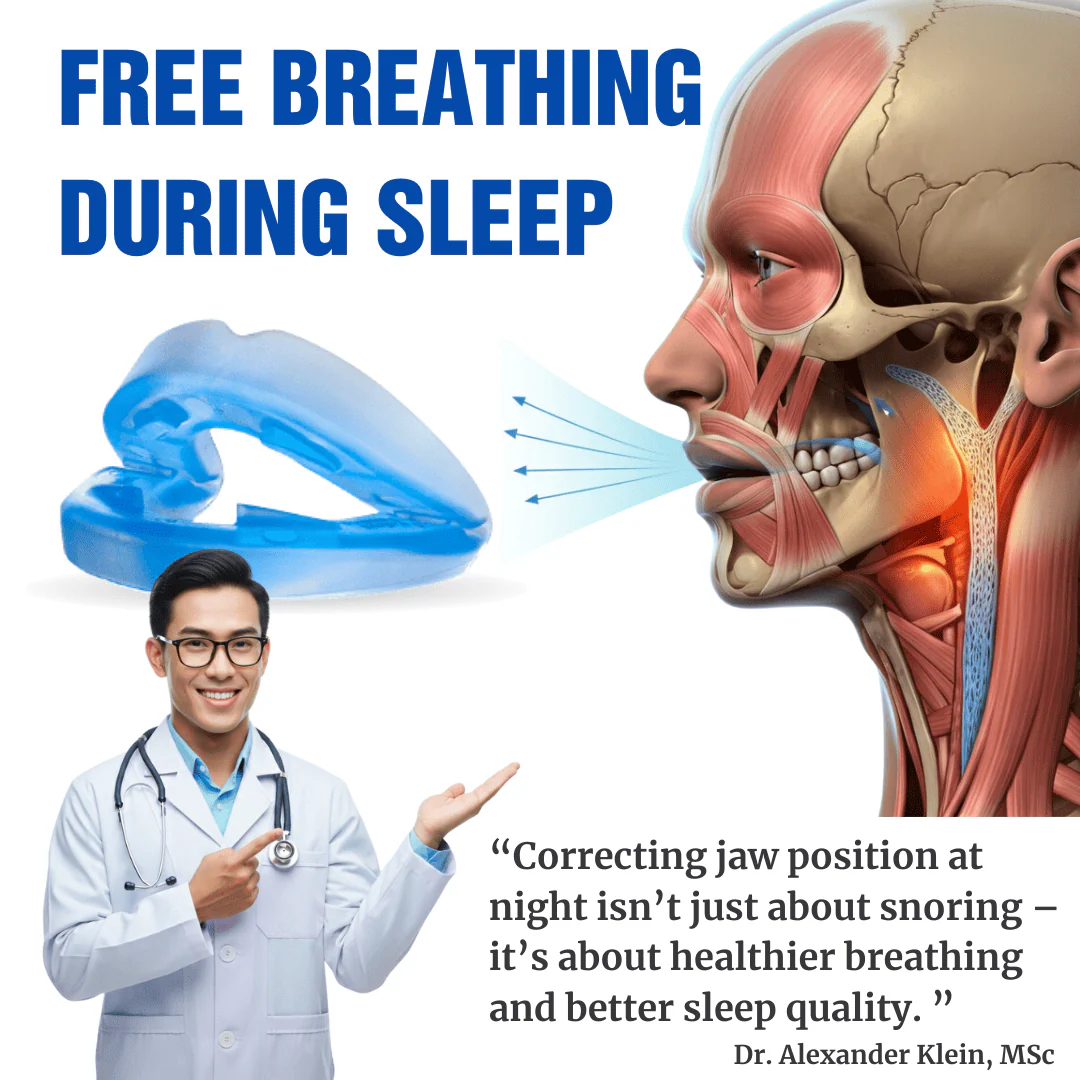 FREE BREATHING
DURING SLEEP
“Correcting jaw position at
night isn’t just about snoring –
it’s about healthier breathing
and better sleep quality. ”
Dr. Alexander Klein, MSc